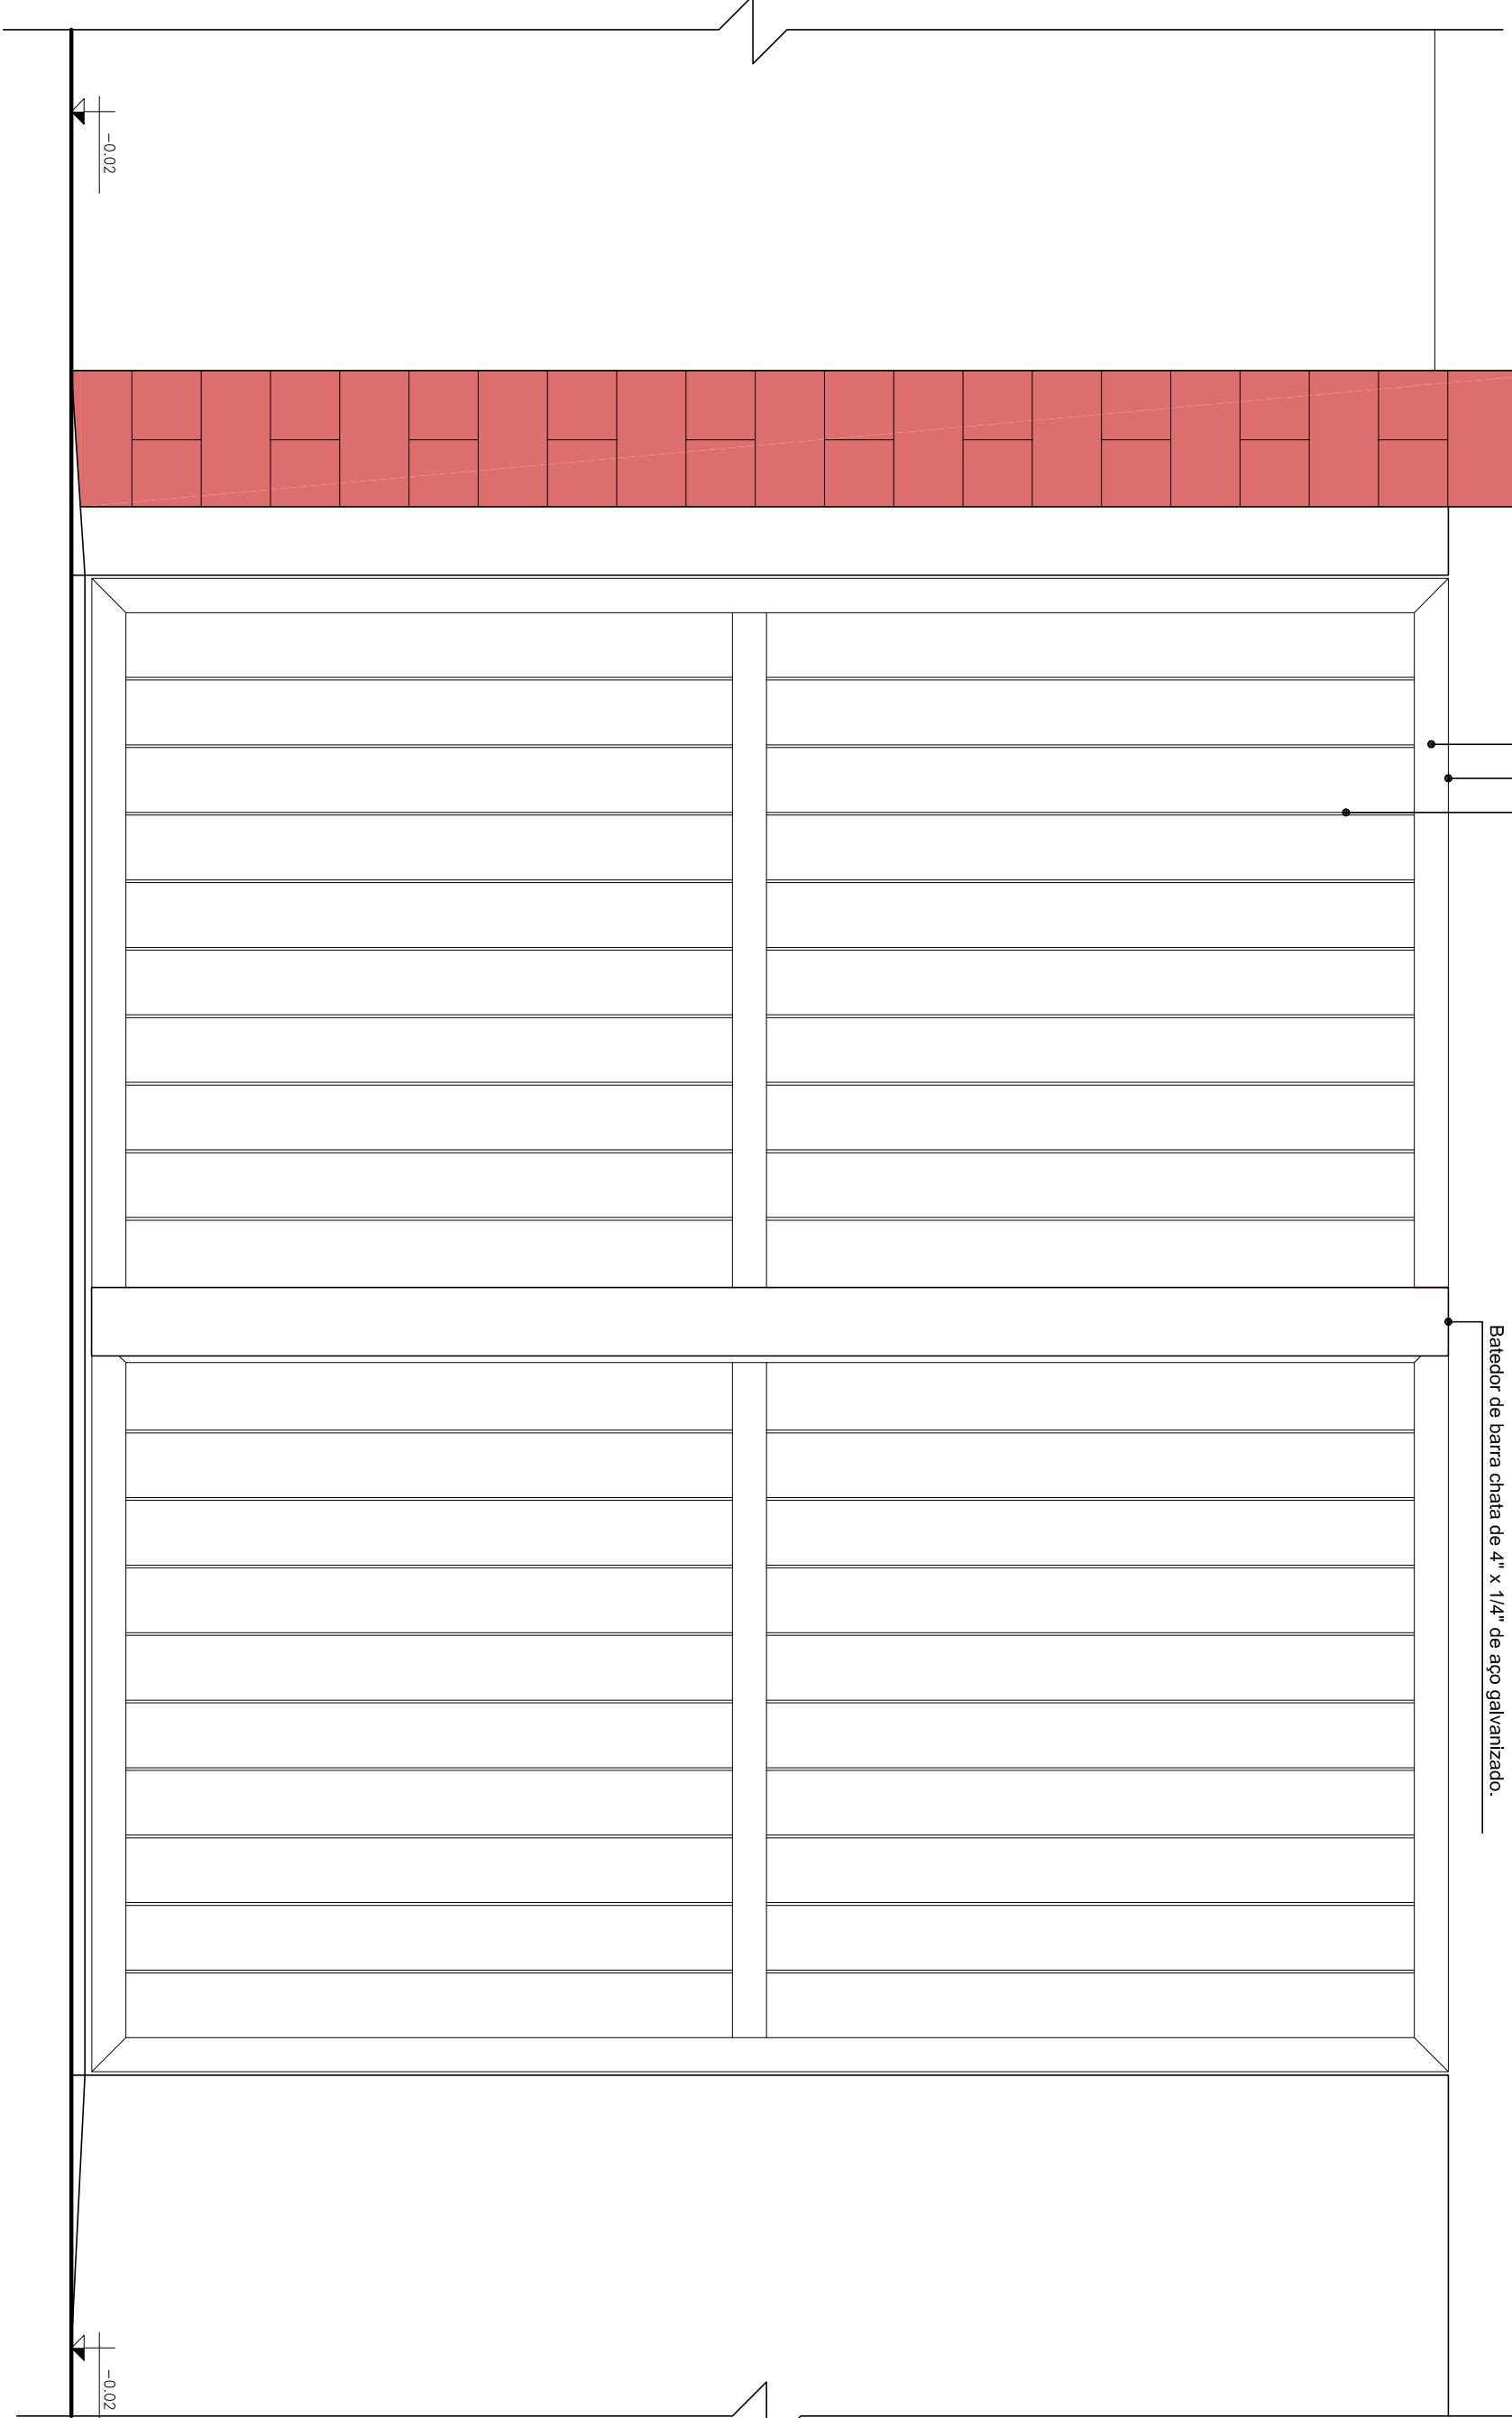 Batedor de barra chata de 4" x 1/4" de aço galvanizado.
-0.02
-0.02